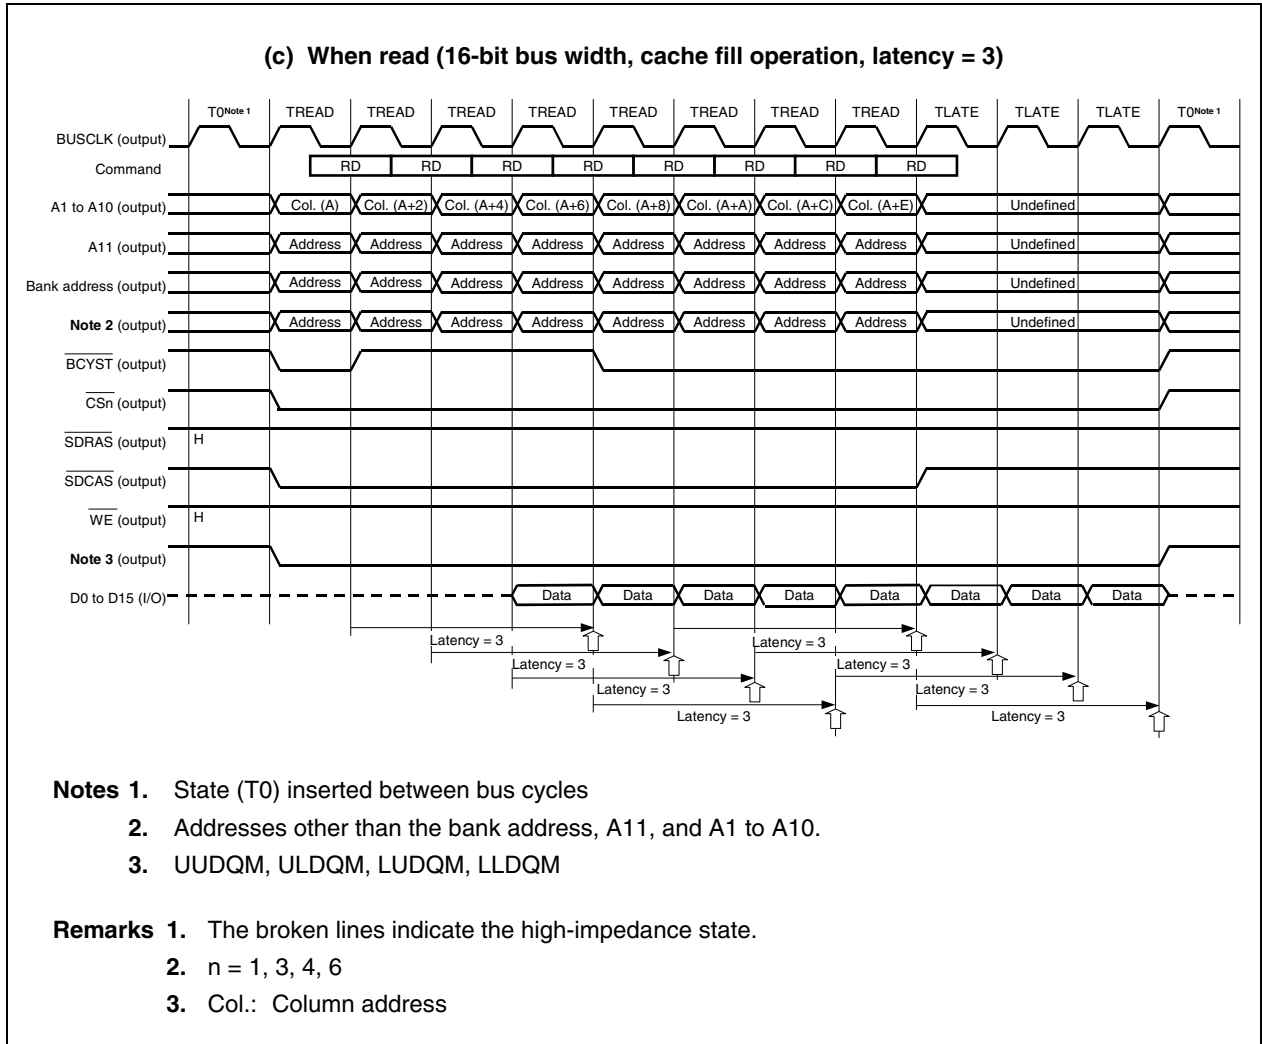 (c) When read (16-bit bus width, cache fill operation, latency = 3)
T0Note 1 TREAD TREAD TREAD TREAD TREAD TREAD TREAD TREAD TLATE TLATE TLATE T0Note 1
BUSCLK (output)
Command RD RD RD RD RD RD RD RD
A1 to A10 (output) Col. (A) Col. (A+2) Col. (A+4) Col. (A+6) Col. (A+8) Col. (A+A) Col. (A+C) Col. (A+E) Undefined
A11 (output) Address Address Address Address Address Address Address Address Undefined
Bank address (output) Address Address Address Address Address Address Address Address Undefined
Note 2 (output) Address Address Address Address Address Address Address Address Undefined
BCYST (output)
CSn (output)
SDRAS (output) H
SDCAS (output)
WE (output) H
Note 3 (output)
D0 to D15 (I/O) Data Data Data Data Data Data Data Data
Latency = 3 Latency = 3
Latency = 3 Latency = 3
Latency = 3 Latency = 3
Latency = 3 Latency = 3
Notes 1. State (T0) inserted between bus cycles
2. Addresses other than the bank address, A11, and A1 to A10.
3. UUDQM, ULDQM, LUDQM, LLDQM
Remarks 1. The broken lines indicate the high-impedance state.
2. n = 1, 3, 4, 6
3. Col.: Column address